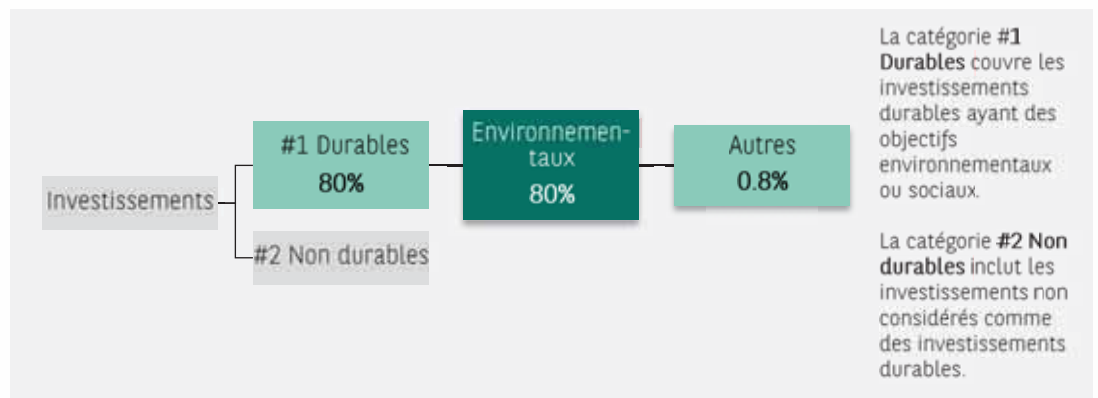 Investissements
#1 Durables
80%
#2 Non durables
Environnemen-
taux
80%
Autres
0.8%
La catégorie #1
Durables couvre les
investissements
durables ayant des
objectifs
environnementaux
ou sociaux.
La catégorie #2 Non
durables inclut les
investissements non
considérés comme
des investissements
durables.